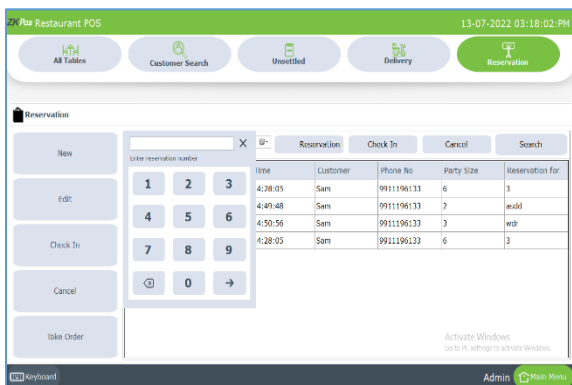 ZKPos Restaurant POS 13-07-2022 03:18:02:PM
All Tables Customer Search Unsettled Delivery Reservation
Reservation
New
Edit
Check In
Cancel
Take Order
X
Enter reservation number
1 2 3
4 5 6
7 8 9
0
Reservation Check In Cancel Search
Time Customer Phone No Party Size Reservation for
4:28:05 Sam 9911196133 6 3
4:49:48 Sam 9911196133 2 asdd
4:50:56 Sam 9911196133 3 wdr
4:28:05 Sam 9911196133 6 3
Activate Windows
Go to PC settings to activate Windows.
Keyboard Admin Main Menu